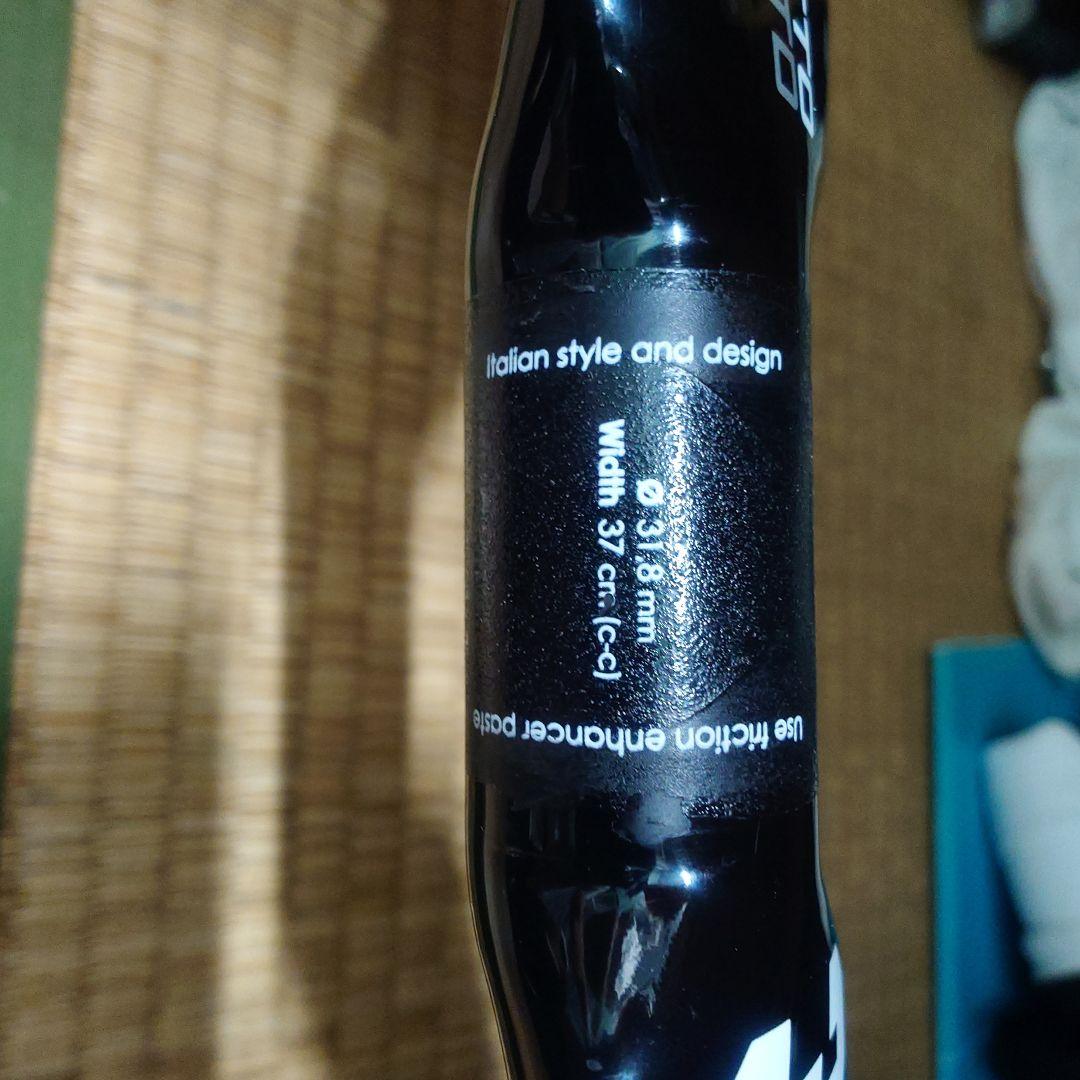 Italian style and design
Ø 31.8 mm
Width 37 cm (c-c)
Use friction enhancer paste